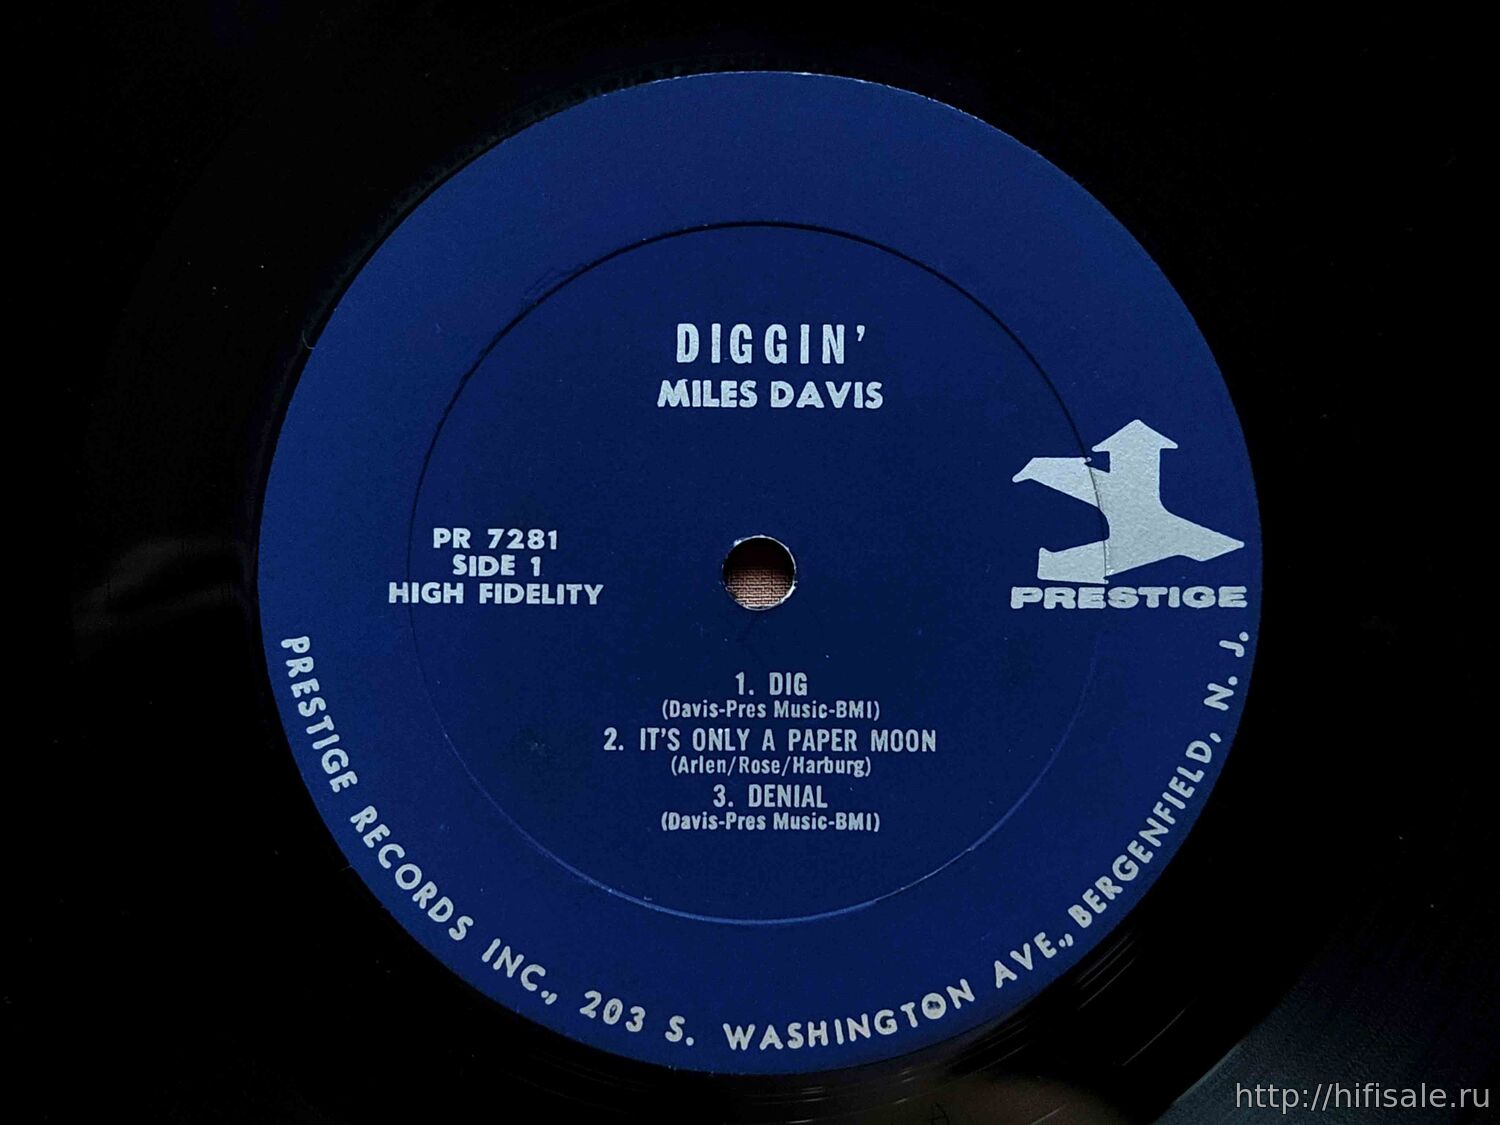 DIGGIN'
MILES DAVIS
PR 7281
SIDE 1
HIGH FIDELITY
PRESTIGE
1. DIG
(Davis-Pres Music-BMI)
2. IT'S ONLY A PAPER MOON
(Arlen/Rose/Harburg)
3. DENIAL
(Davis-Pres Music-BMI)
PRESTIGE RECORDS INC., 203 S. WASHINGTON AVE., BERGENFIELD, N. J.
http://hifisale.ru